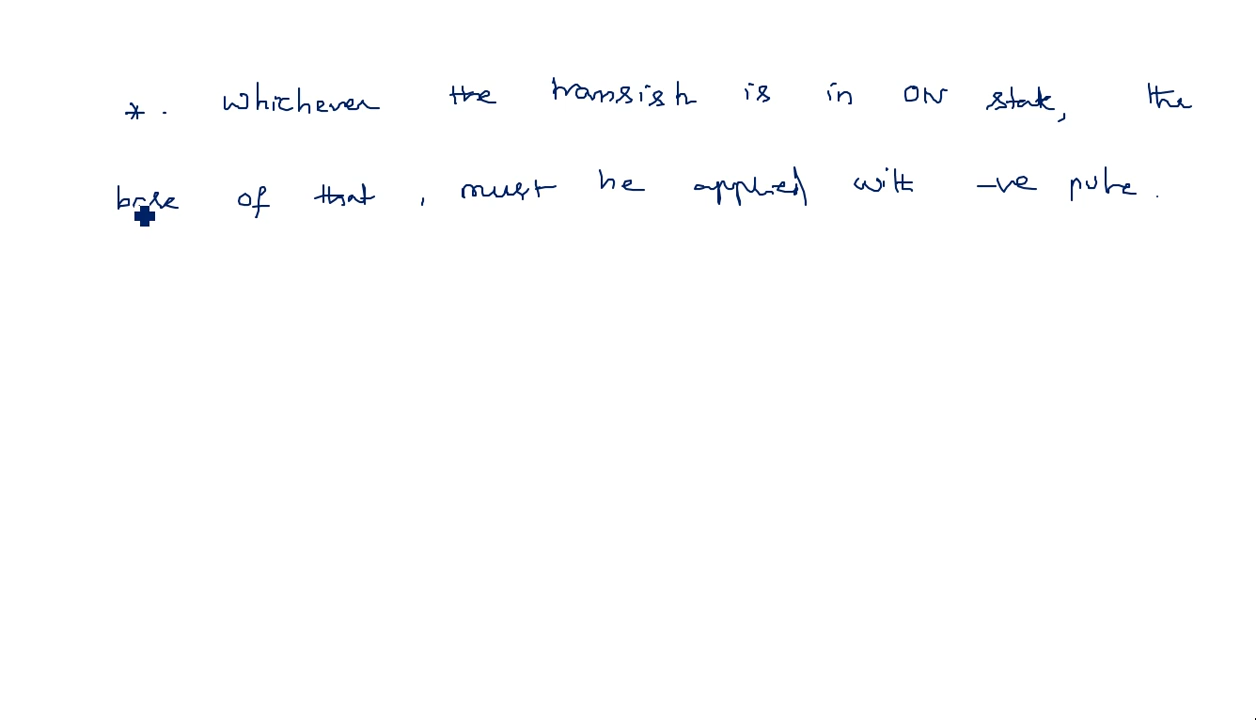 *. Whichever the transistor is in ON state, the
base of that, must be applied with -ve pulse.